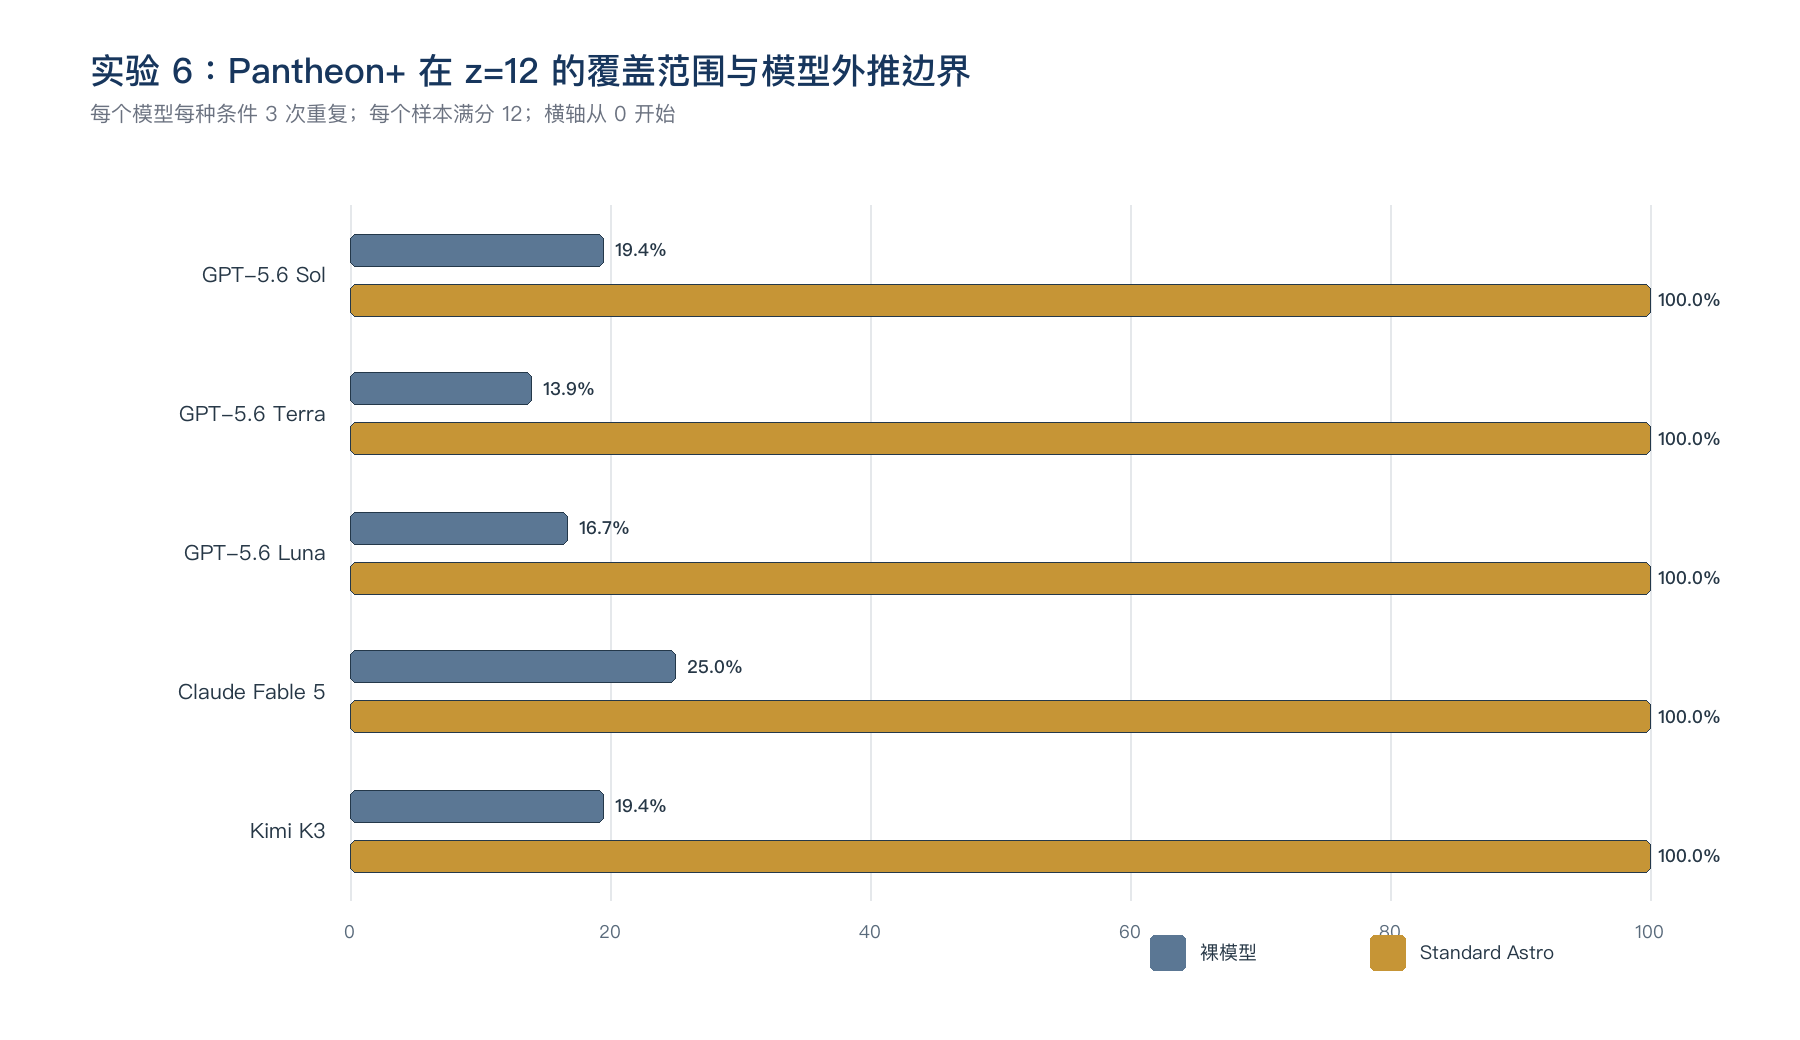 实验 6：Pantheon+ 在 z=12 的覆盖范围与模型外推边界
每个模型每种条件 3 次重复；每个样本满分 12；横轴从 0 开始
19.4%
GPT-5.6 Sol
100.0%
13.9%
GPT-5.6 Terra
100.0%
16.7%
GPT-5.6 Luna
100.0%
25.0%
Claude Fable 5
100.0%
19.4%
Kimi K3
100.0%
0 20 40 60 80 100
裸模型 Standard Astro